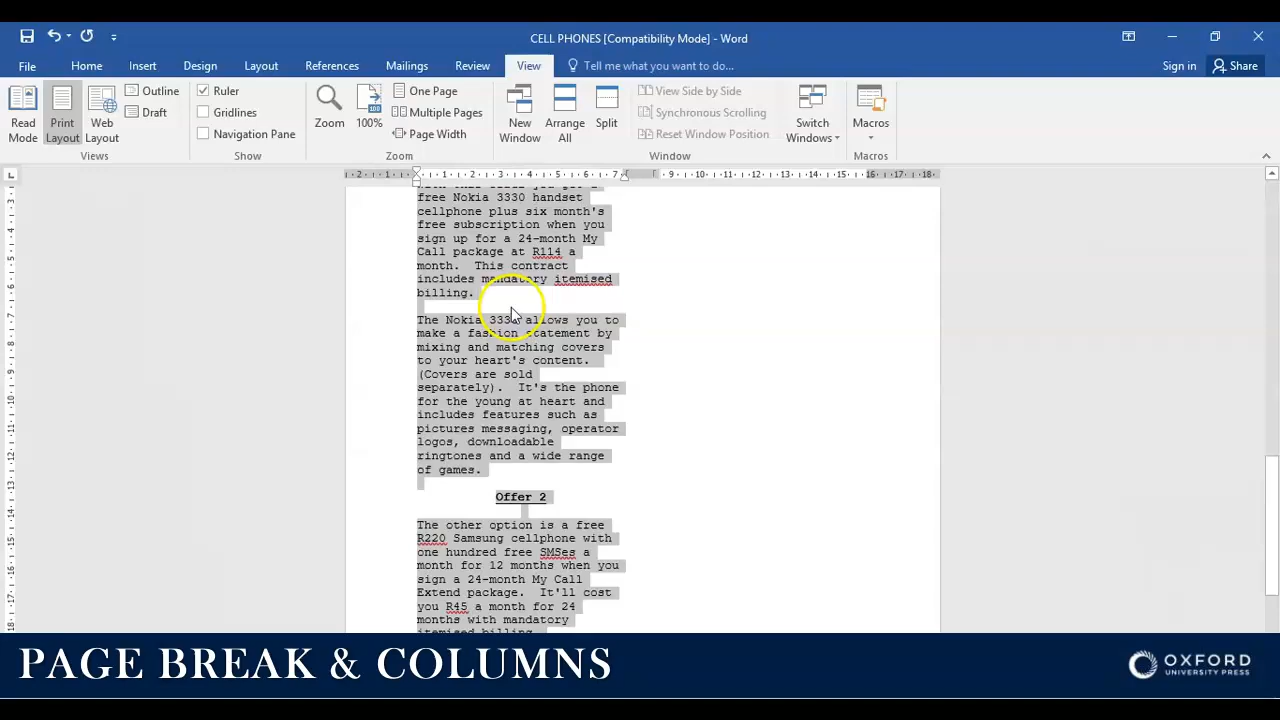 CELL PHONES [Compatibility Mode] - Word
File Home Insert Design Layout References Mailings Review View Tell me what you want to do... Sign in Share
Read Mode
Print Layout
Web Layout
Outline
Draft
Views
Ruler
Gridlines
Navigation Pane
Show
Zoom
100%
One Page
Multiple Pages
Page Width
Zoom
New Window
Arrange All
Split
View Side by Side
Synchronous Scrolling
Reset Window Position
Window
Switch Windows
Macros
Macros
free Nokia 3330 handset
cellphone plus six month's
free subscription when you
sign up for a 24-month My
Call package at R114 a
month. This contract
includes mandatory itemised
billing.
The Nokia 3330 allows you to
make a fashion statement by
mixing and matching covers
to your heart's content.
(Covers are sold
separately). It's the phone
for the young at heart and
includes features such as
pictures messaging, operator
logos, downloadable
ringtones and a wide range
of games.
Offer 2
The other option is a free
R220 Samsung cellphone with
one hundred free SMSes a
month for 12 months when you
sign a 24-month My Call
Extend package. It'll cost
you R45 a month for 24
months with mandatory
itemised billing
PAGE BREAK & COLUMNS
OXFORD
UNIVERSITY PRESS